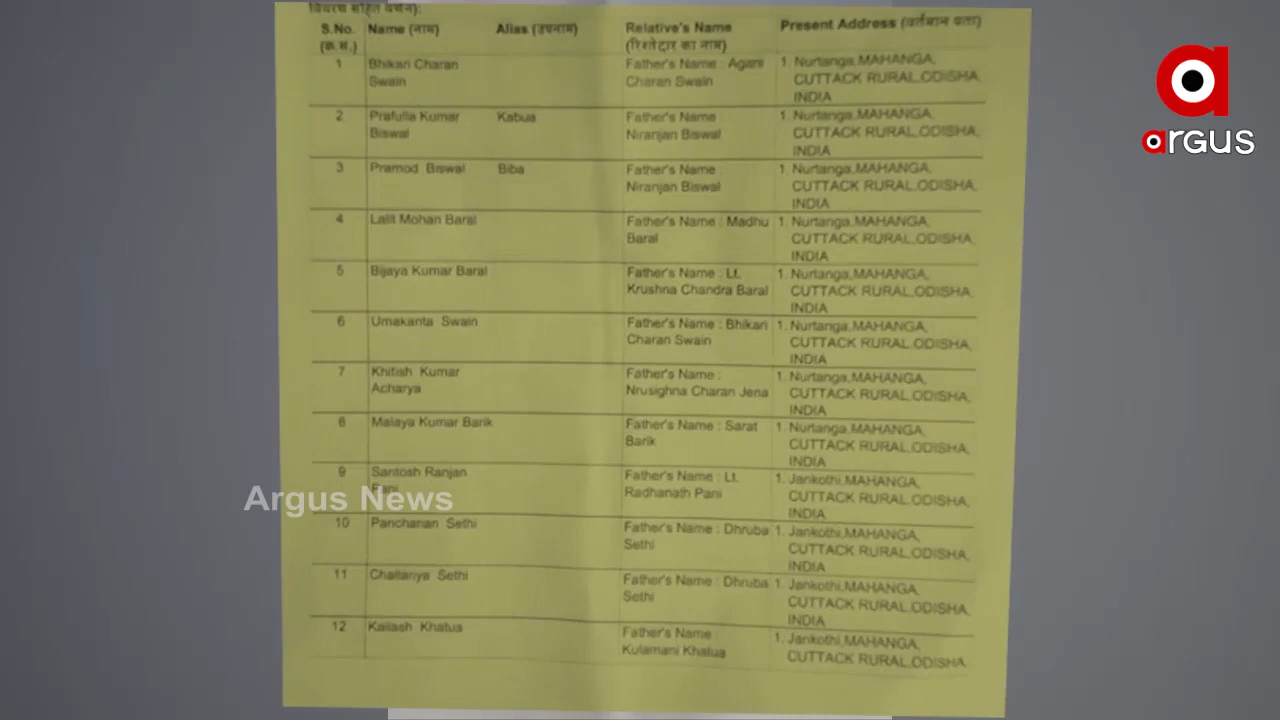 विवरण सहित वर्णन):
S.No. Name (नाम) Alias (उपनाम) Relative's Name Present Address (वर्तमान पता)
(क.सं.) (रिश्तेदार का नाम)
1 Bhikari Charan Father's Name : Agani 1. Nurtanga,MAHANGA,
Swain Charan Swain CUTTACK RURAL,ODISHA,
INDIA
2 Prafulla Kumar Kabua Father's Name 1. Nurtanga,MAHANGA,
Biswal Niranjan Biswal CUTTACK RURAL,ODISHA,
INDIA
3 Pramod Biswal Biba Father's Name : 1. Nurtanga,MAHANGA,
Niranjan Biswal CUTTACK RURAL,ODISHA,
INDIA
4 Lalit Mohan Baral Father's Name : Madhu 1. Nurtanga,MAHANGA,
Baral CUTTACK RURAL,ODISHA,
INDIA
5 Bijaya Kumar Baral Father's Name : Lt. 1. Nurtanga,MAHANGA,
Krushna Chandra Baral CUTTACK RURAL,ODISHA,
INDIA
6 Umakanta Swain Father's Name : Bhikari 1. Nurtanga,MAHANGA,
Charan Swain CUTTACK RURAL,ODISHA,
INDIA
7 Khitish Kumar Father's Name : 1. Nurtanga,MAHANGA,
Acharya Nrusighna Charan Jena CUTTACK RURAL,ODISHA,
INDIA
8 Malaya Kumar Barik Father's Name : Sarat 1. Nurtanga,MAHANGA,
Barik CUTTACK RURAL,ODISHA,
INDIA
9 Santosh Ranjan Father's Name : Lt. 1. Jankothi,MAHANGA,
Pani Radhanath Pani CUTTACK RURAL,ODISHA,
INDIA
10 Panchanan Sethi Father's Name : Dhruba 1. Jankothi,MAHANGA,
Sethi CUTTACK RURAL,ODISHA,
INDIA
11 Chaitanya Sethi Father's Name : Dhruba 1. Jankothi,MAHANGA,
Sethi CUTTACK RURAL,ODISHA,
INDIA
12 Kailash Khatua Father's Name : 1. Jankothi,MAHANGA,
Kulamani Khatua CUTTACK RURAL,ODISHA,
Argus News
argus